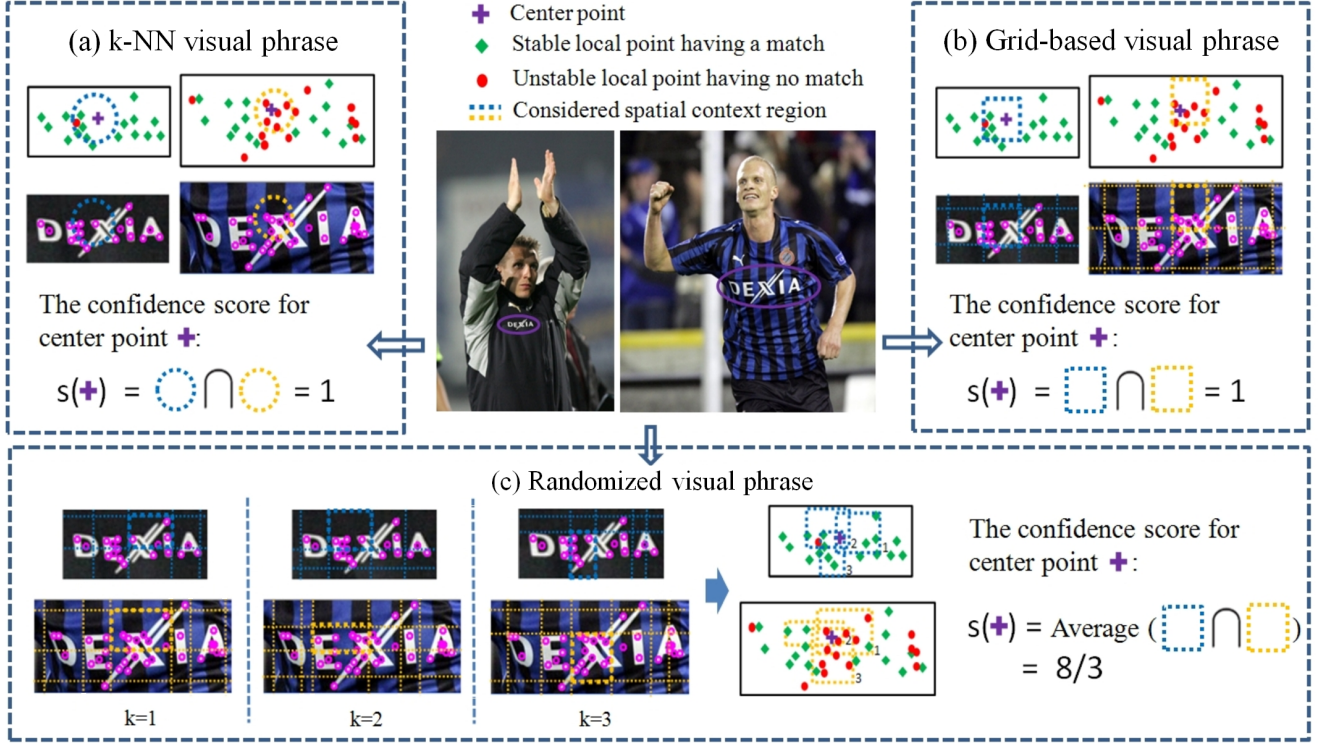 Center point
Stable local point having a match
Unstable local point having no match
Considered spatial context region
(a) k-NN visual phrase
DEXIA
DEXIA
The confidence score for
center point ✚:
s(✚) = ⋂ = 1
DEXIA
DEXIA
(b) Grid-based visual phrase
DEXIA
DEXIA
The confidence score for
center point ✚:
s(✚) = ⋂ = 1
(c) Randomized visual phrase
DEXIA
DEXIA
DEXIA
DEXIA
DEXIA
DEXIA
k=1
k=2
k=3
1
2
3
1
2
3
The confidence score for
center point ✚:
s(✚) = Average ( ⋂ )
= 8/3